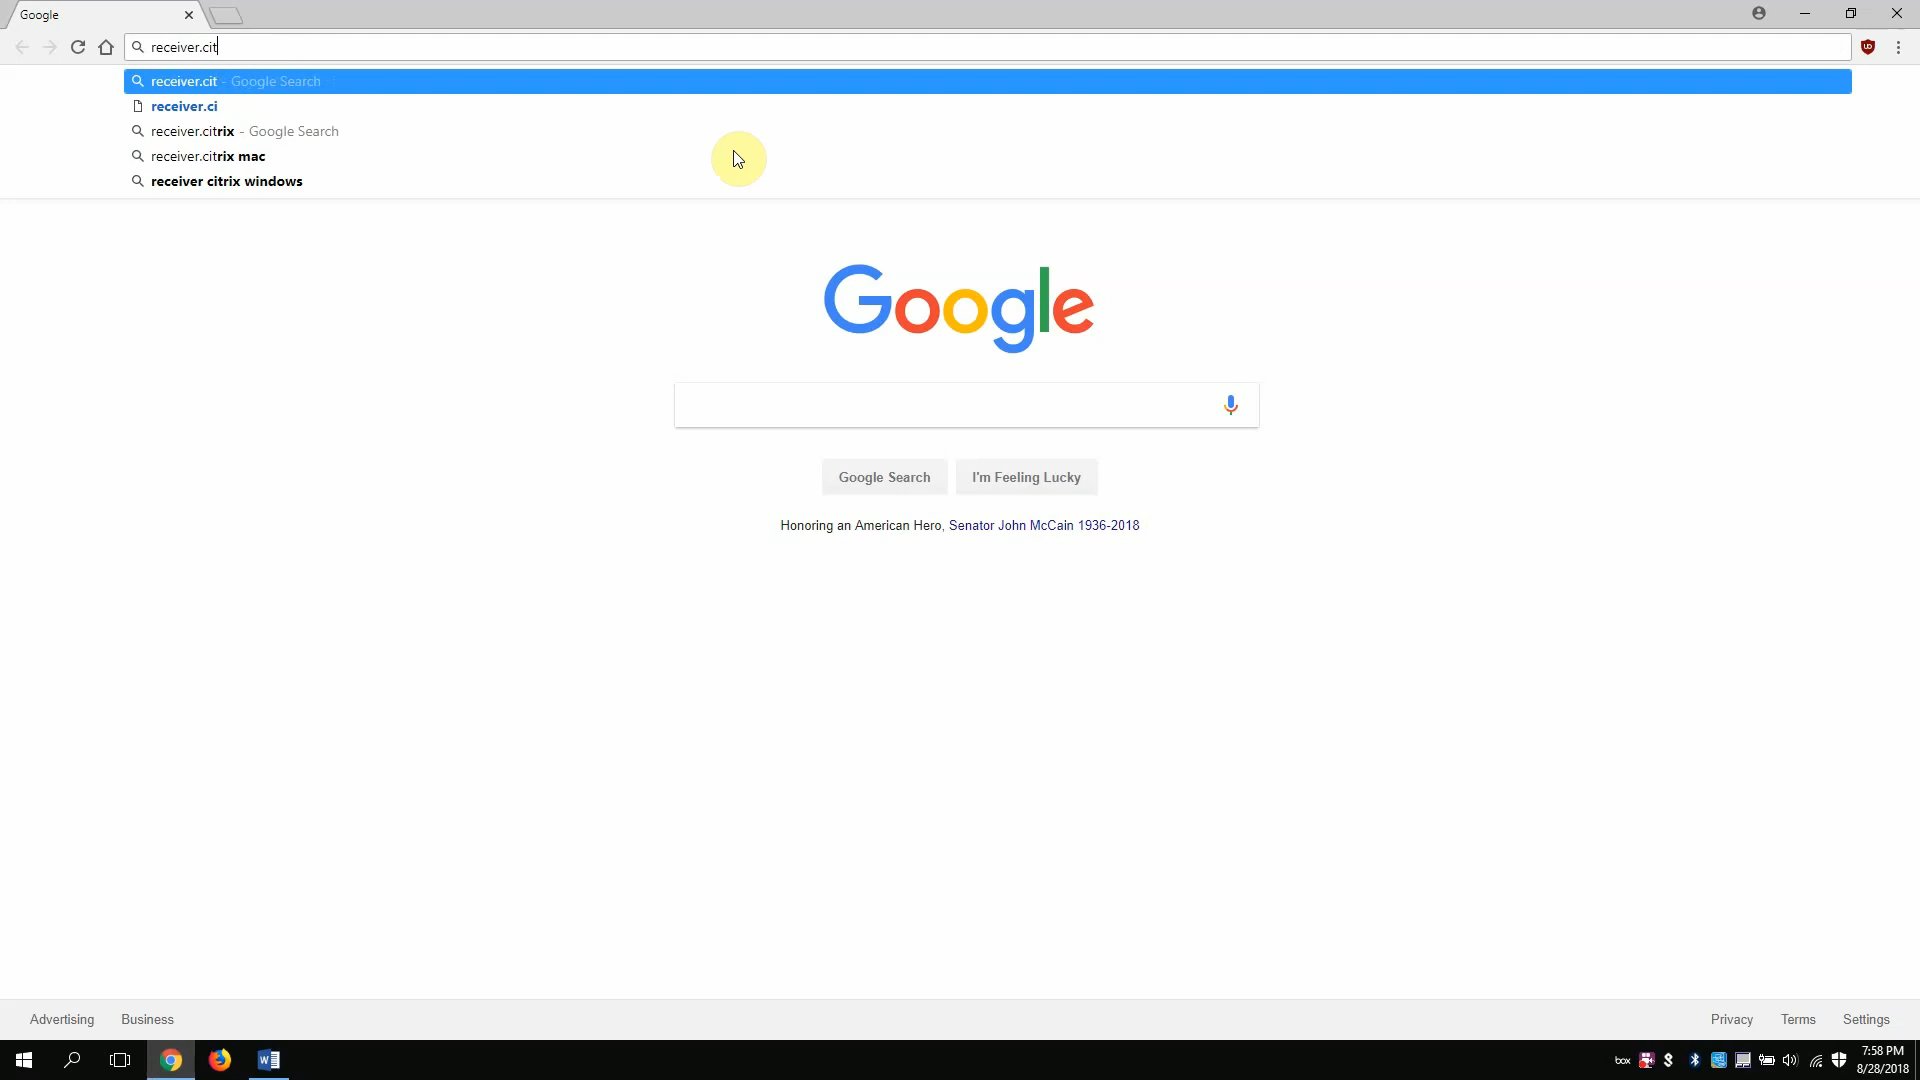 Google
receiver.cit
receiver.cit - Google Search
receiver.ci
receiver.citrix - Google Search
receiver.citrix mac
receiver citrix windows
Google
Google Search
I'm Feeling Lucky
Honoring an American Hero, Senator John McCain 1936-2018
Advertising
Business
Privacy
Terms
Settings
box
7:58 PM
8/28/2018